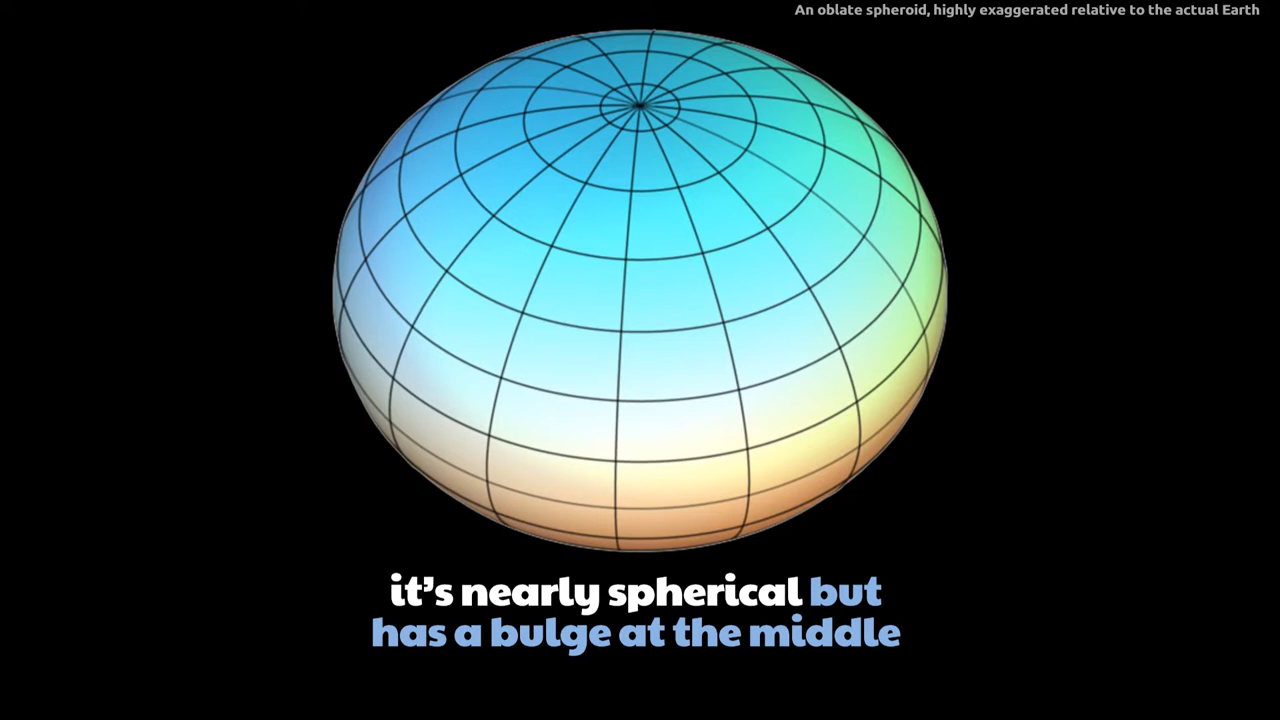 An oblate spheroid, highly exaggerated relative to the actual Earth
it's nearly spherical but
has a bulge at the middle